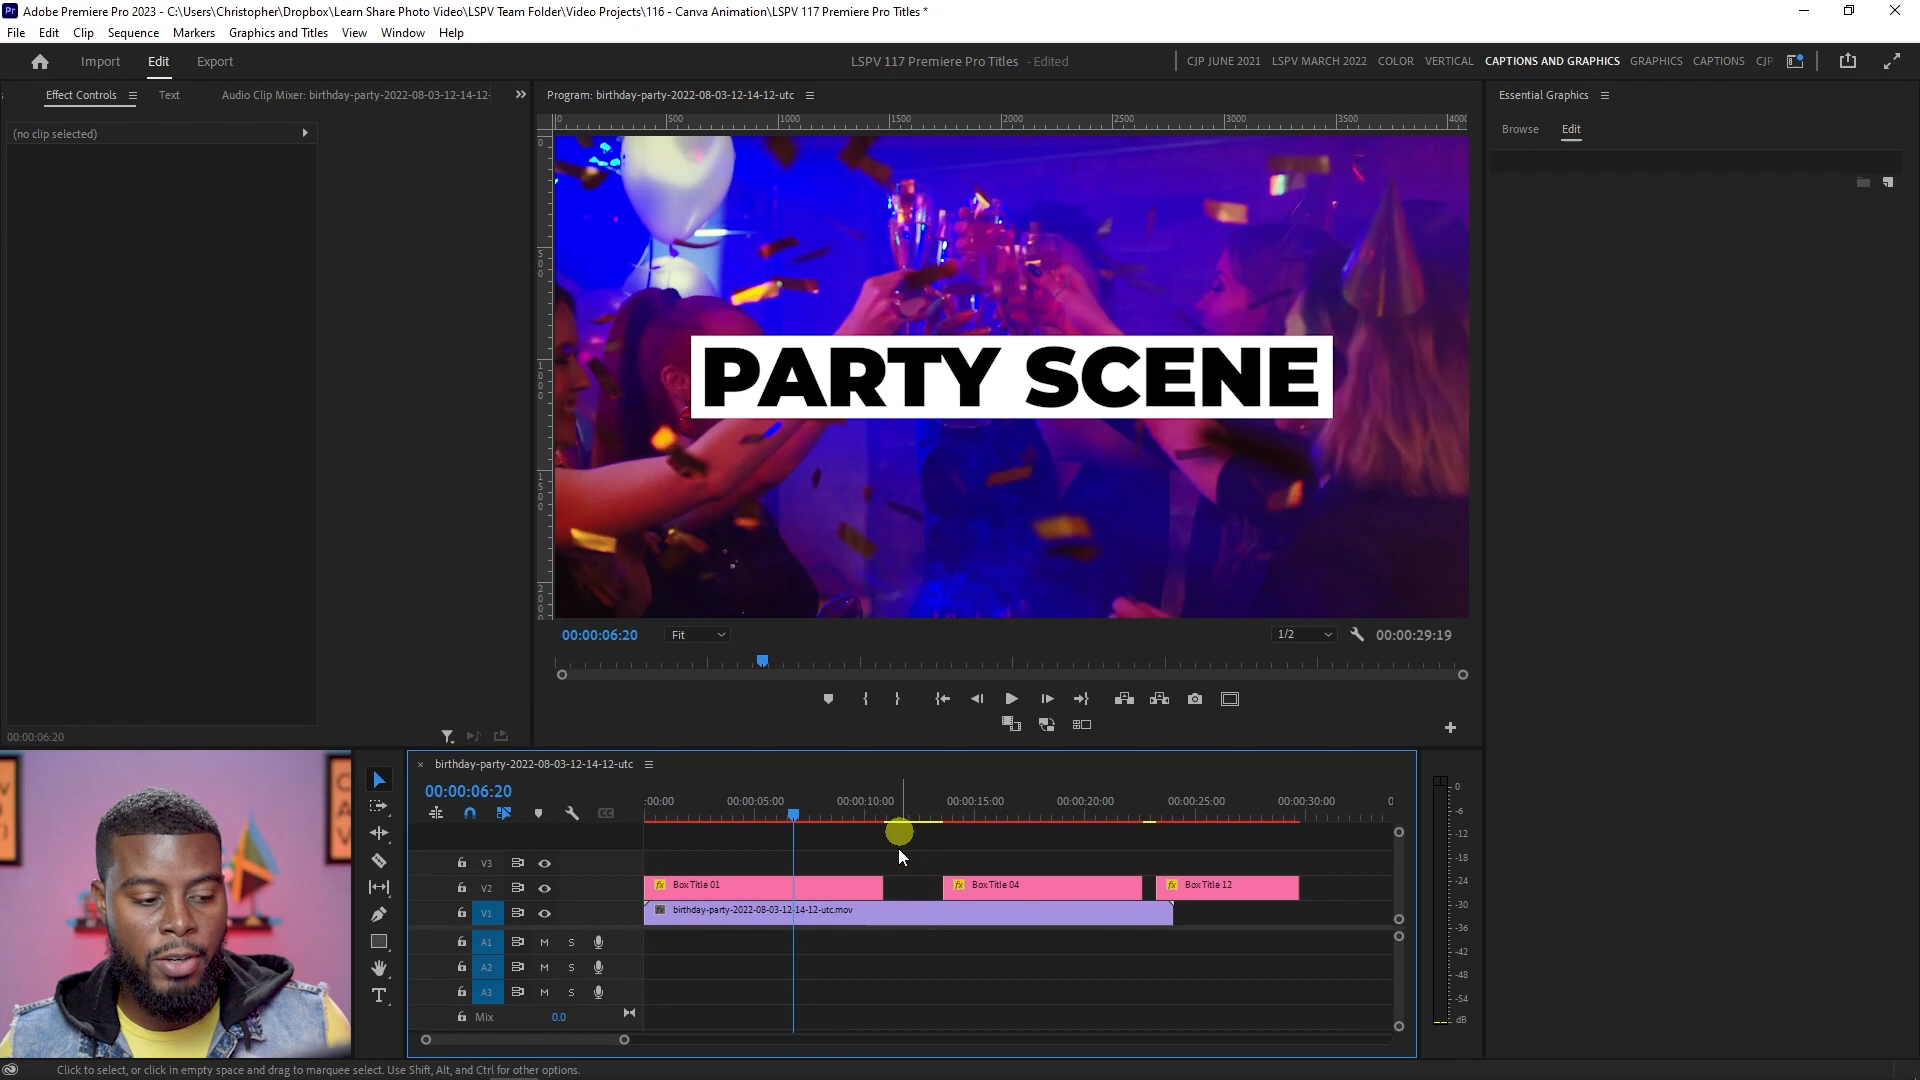 Adobe Premiere Pro 2023 - C:\Users\Christopher\Dropbox\Learn Share Photo Video\LSPV Team Folder\Video Projects\116 - Canva Animation\LSPV 117 Premiere Pro Titles *
File Edit Clip Sequence Markers Graphics and Titles View Window Help
Import Edit Export
LSPV 117 Premiere Pro Titles - Edited
CJP JUNE 2021 LSPV MARCH 2022 COLOR VERTICAL CAPTIONS AND GRAPHICS GRAPHICS CAPTIONS CJP
Effect Controls Text Audio Clip Mixer: birthday-party-2022-08-03-12-14-12-
(no clip selected)
00:00:06:20
Program: birthday-party-2022-08-03-12-14-12-utc
0 500 1000 1500 2000 2500 3000 3500 4000
0
500
1000
1500
2000
PARTY SCENE
00:00:06:20 Fit 1/2 00:00:29:19
Essential Graphics
Browse Edit
birthday-party-2022-08-03-12-14-12-utc
00:00:06:20
:00:00 00:00:05:00 00:00:10:00 00:00:15:00 00:00:20:00 00:00:25:00 00:00:30:00 0
V3
V2 fx Box Title 01 fx Box Title 04 fx Box Title 12
V1 fx birthday-party-2022-08-03-12-14-12-utc.mov
A1 M S
A2 M S
A3 M S
Mix 0.0
0
-6
-12
-18
-24
-30
-36
-42
-48
-54
dB
Click to select, or click in empty space and drag to marquee select. Use Shift, Alt, and Ctrl for other options.